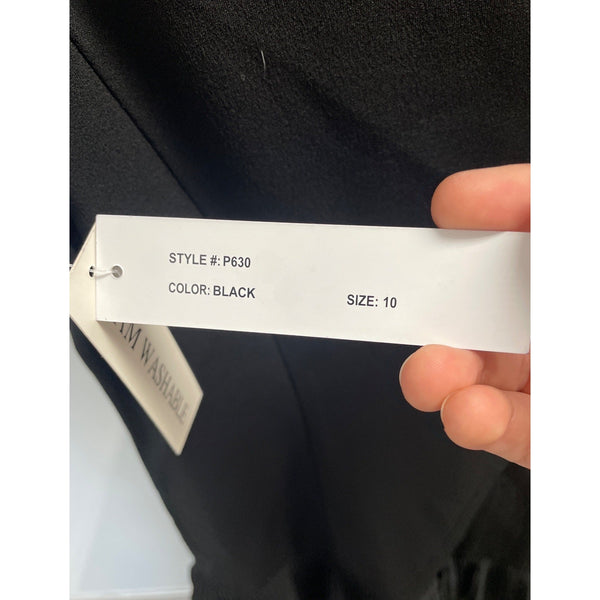 STYLE #: P630
COLOR: BLACK
SIZE: 10
I'M WASHABLE